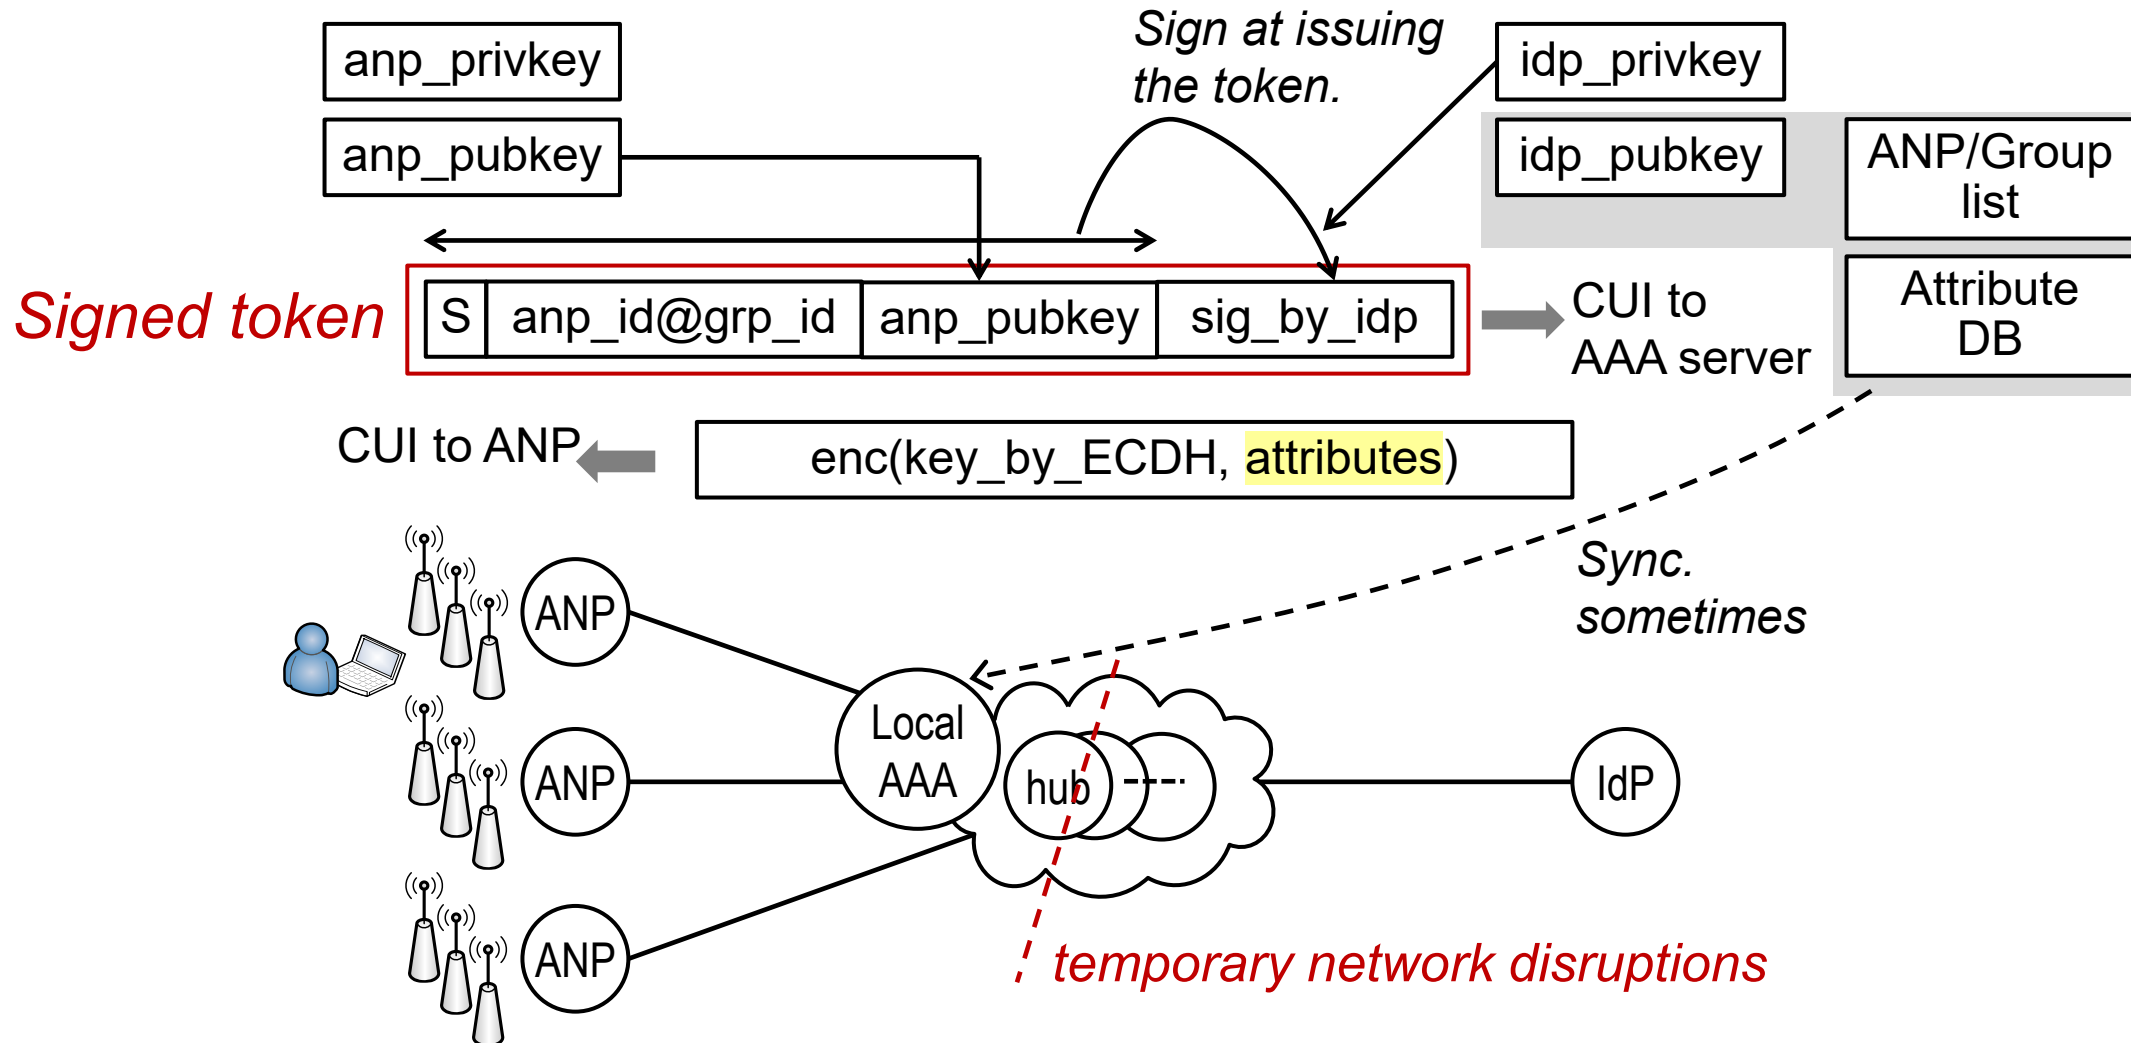 anp_privkey
Sign at issuing
the token.
idp_privkey
anp_pubkey
idp_pubkey
ANP/Group
list
Signed token
S
anp_id@grp_id
anp_pubkey
sig_by_idp
CUI to
AAA server
Attribute
DB
CUI to ANP
enc(key_by_ECDH, attributes)
Sync.
sometimes
ANP
Local
AAA
ANP
hub
IdP
ANP
temporary network disruptions